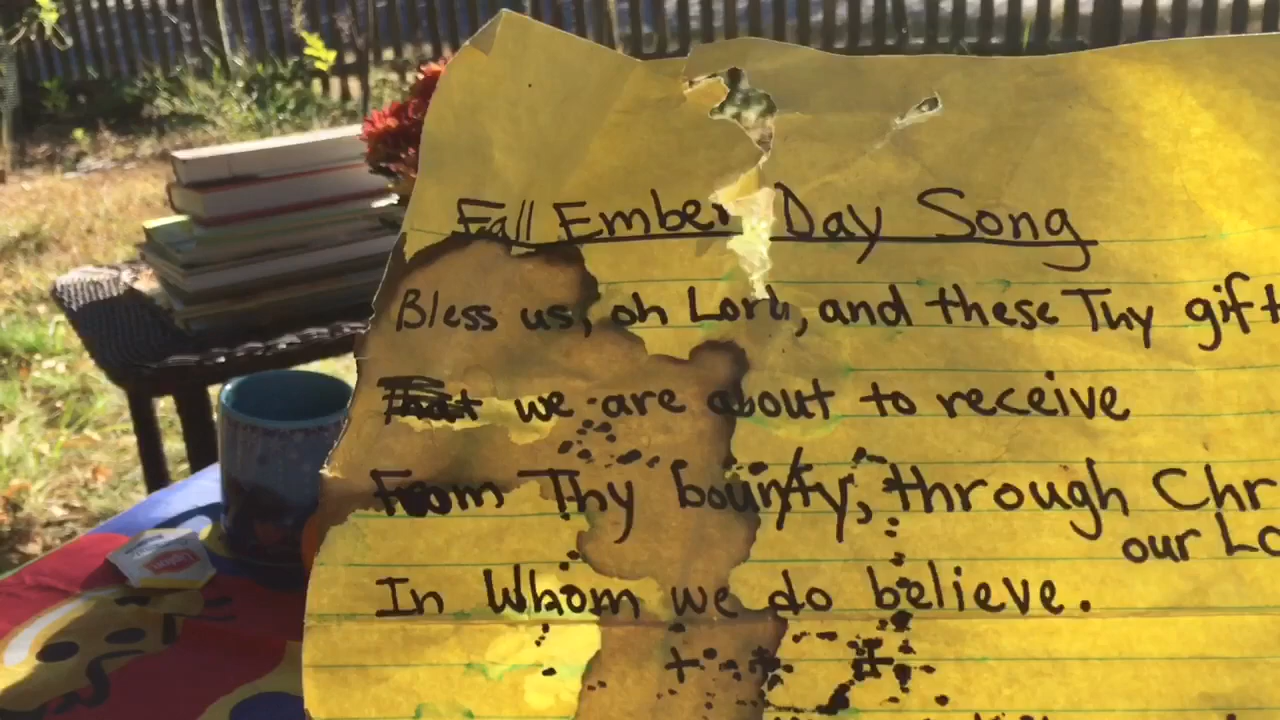 Fall Ember Day Song
Bless us, oh Lord, and these Thy gift
we are about to receive
From Thy bounty, through Chr
our Lo
In Whom we do believe.
Lipton